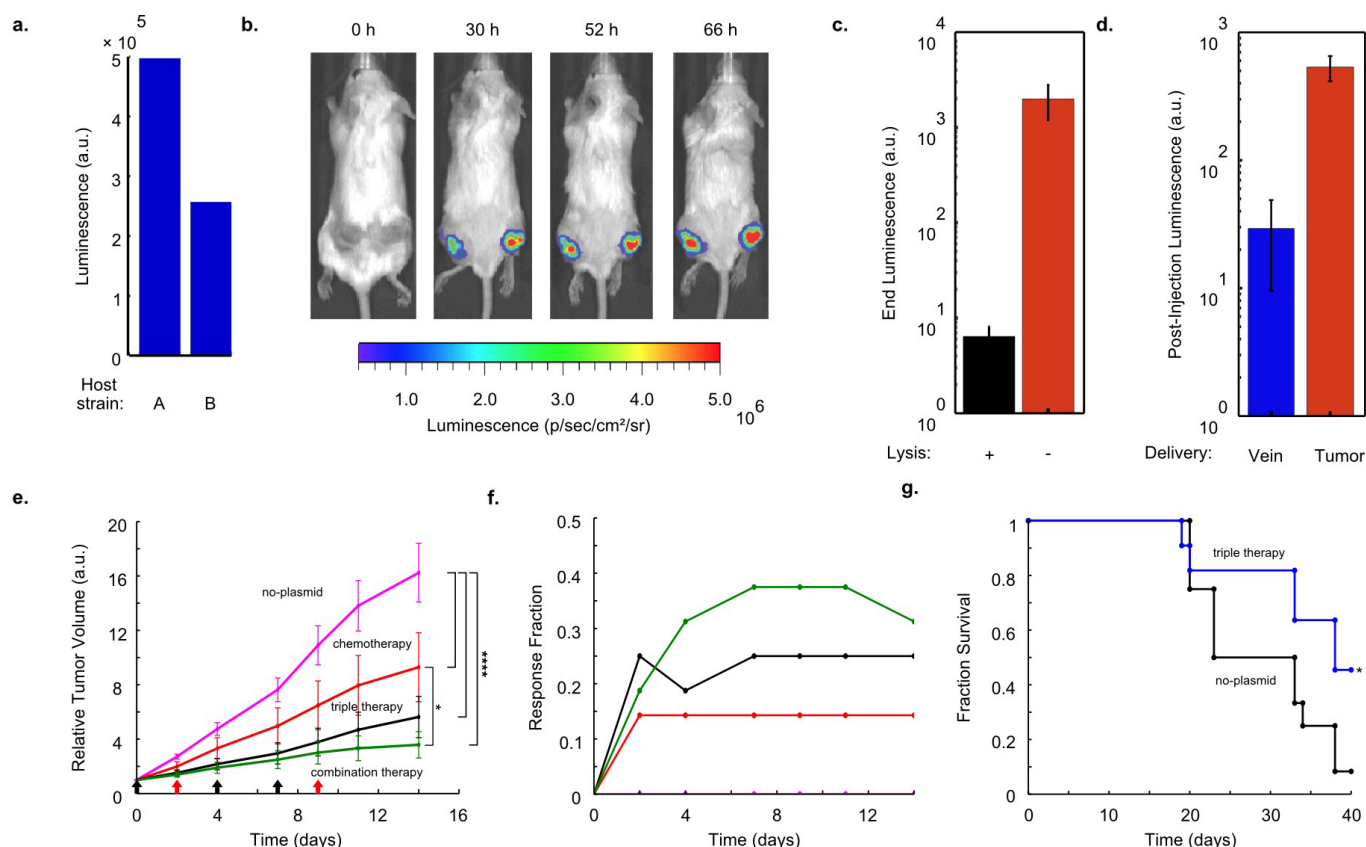 a.
5
× 10
5
4
3
2
1
0
Luminescence (a.u.)
Host
strain: A B
b.
0 h 30 h 52 h 66 h
1.0 2.0 3.0 4.0 5.0
10⁶
Luminescence (p/sec/cm²/sr)
c.
End Luminescence (a.u.)
10 4
10 3
10 2
10 1
10 0
Lysis: + -
d.
Post-Injection Luminescence (a.u.)
10 3
10 2
10 1
10 0
Delivery: Vein Tumor
e.
Relative Tumor Volume (a.u.)
20
16
12
8
4
0
no-plasmid
chemotherapy
triple therapy
combination therapy
*
****
0 4 8 12 16
Time (days)
f.
Response Fraction
0.5
0.4
0.3
0.2
0.1
0
0 4 8 12
Time (days)
g.
Fraction Survival
1
0.8
0.6
0.4
0.2
0
triple therapy
no-plasmid
*
0 10 20 30 40
Time (days)